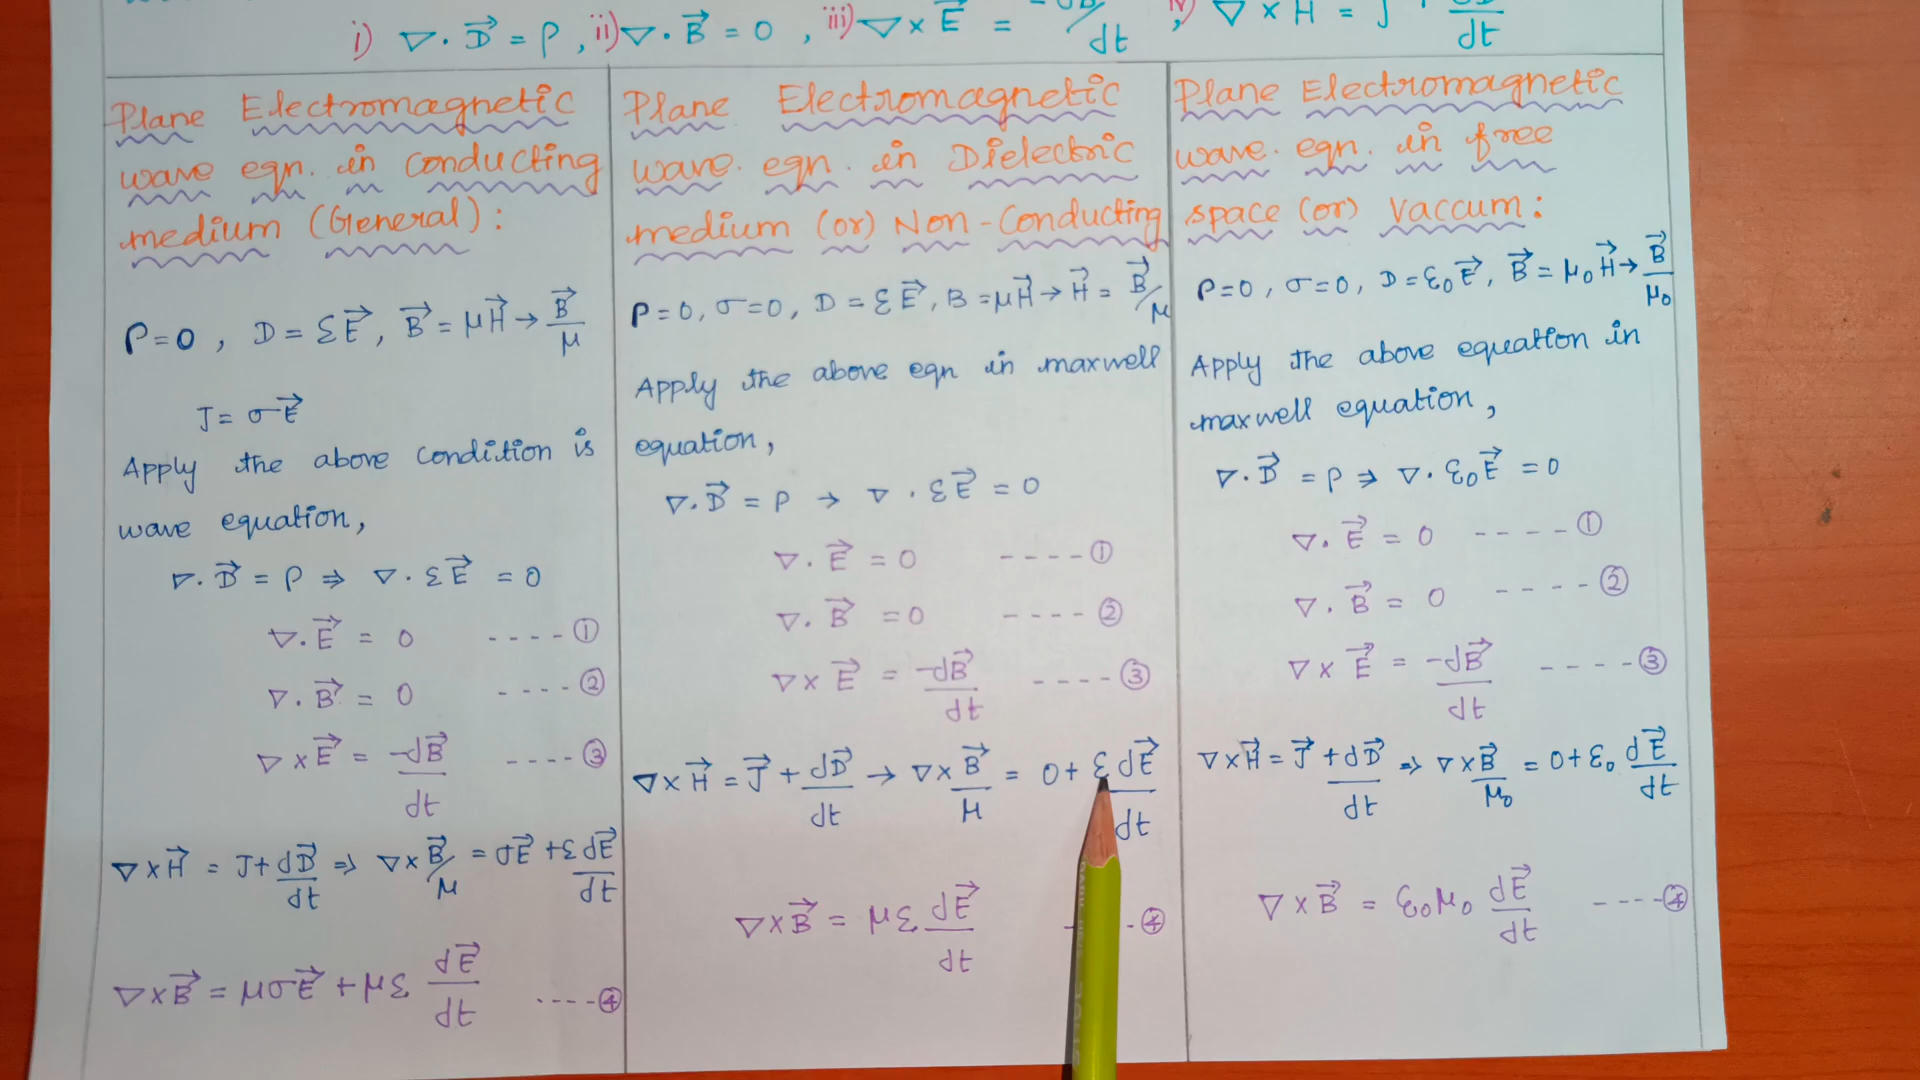 i) ∇·D⃗ = ρ , ii) ∇·B⃗ = 0 , iii) ∇×E⃗ = -dB/dt , iv) ∇×H = J + dD/dt
Plane Electromagnetic
wave eqn. in conducting
medium (General):
ρ=0 , D = εE⃗, B⃗ = μH⃗ → B⃗/μ
J = σE⃗
Apply the above condition is
wave equation,
∇·D⃗ = ρ ⇒ ∇·εE⃗ = 0
∇·E⃗ = 0 ----①
∇·B⃗ = 0 ----②
∇×E⃗ = -dB⃗/dt ----③
∇×H⃗ = J+dD⃗/dt ⇒ ∇×B⃗/μ = σE⃗ +εdE⃗/dt
∇×B⃗ = μσE⃗ + με dE⃗/dt ----④
Plane Electromagnetic
wave. eqn. in Dielectric
medium (or) Non-Conducting
ρ=0, σ=0, D = εE⃗, B =μH⃗→H⃗ = B⃗/μ
Apply the above eqn in maxwell
equation,
∇·D⃗ = ρ → ∇·εE⃗ = 0
∇·E⃗ = 0 ----①
∇·B⃗ = 0 ----②
∇×E⃗ = -dB⃗/dt ----③
∇×H⃗ = J⃗ + dD⃗/dt → ∇×B⃗/μ = 0+ εdE⃗/dt
∇×B⃗ = με dE⃗/dt -④
Plane Electromagnetic
wave. eqn. in free
space (or) Vaccum:
ρ=0, σ=0, D=ε₀E⃗, B⃗ = μ₀H⃗→B⃗/μ₀
Apply the above equation in
maxwell equation,
∇·D⃗ = ρ ⇒ ∇·ε₀E⃗ = 0
∇·E⃗ = 0 ----①
∇·B⃗ = 0 ----②
∇×E⃗ = -dB⃗/dt ----③
∇×H⃗ = J⃗ + dD⃗/dt ⇒ ∇×B⃗/μ₀ = 0+ε₀ dE⃗/dt
∇×B⃗ = ε₀μ₀ dE⃗/dt ----④